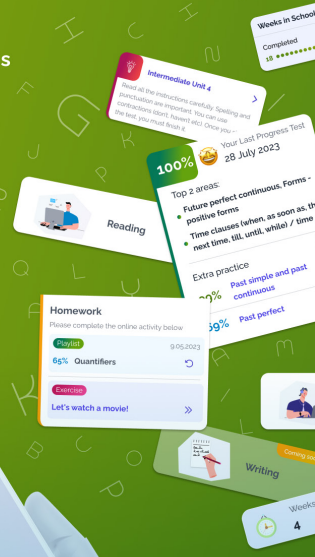 s
Weeks in School
Completed
18
Intermediate Unit 4
Read all the instructions carefully. Spelling and
punctuation are important. You can use
contractions (don't, haven't etc). Once you
the test, you must finish it.
100%
Your Last Progress Test
28 July 2023
Top 2 areas:
Future perfect continuous, Forms -
positive forms
Time clauses (when, as soon as, th
next time, till, until, while) / time
Extra practice
Past simple and past
continuous
69%
Past perfect
Reading
Homework
Please complete the online activity below
Playlist
9.05.2023
65% Quantifiers
Exercise
Let's watch a movie!
Coming soo
Writing
Weeks
4